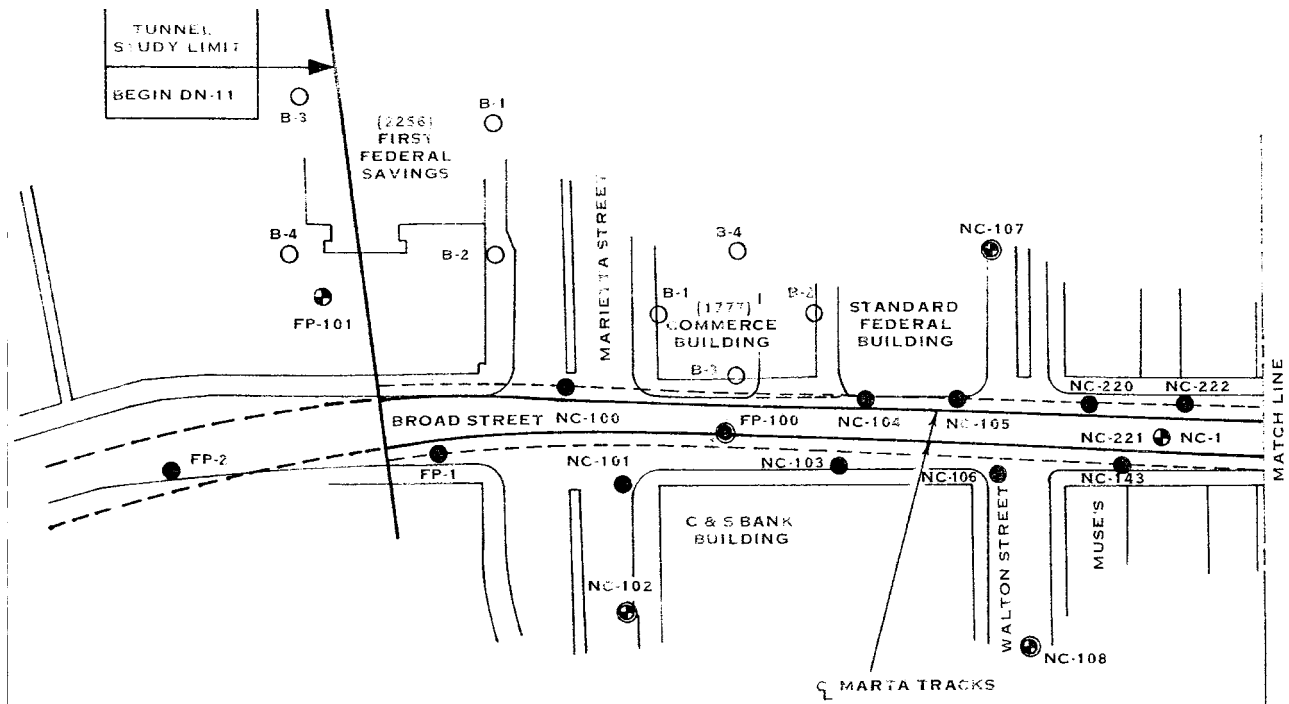 TUNNEL
STUDY LIMIT
BEGIN DN-11
B-3
(2256)
FIRST
FEDERAL
SAVINGS
B-1
MARIETTA STREET
B-4
B-2
FP-101
B-4
NC-107
B-1
(1777)
COMMERCE
BUILDING
B-2
B-3
STANDARD
FEDERAL
BUILDING
NC-220
NC-222
MATCH LINE
BROAD STREET
NC-100
FP-100
NC-104
NC-105
NC-221
NC-1
FP-2
FP-1
NC-101
NC-103
NC-106
NC-143
C & S BANK
BUILDING
WALTON STREET
MUSE'S
NC-102
NC-108
℄ MARTA TRACKS